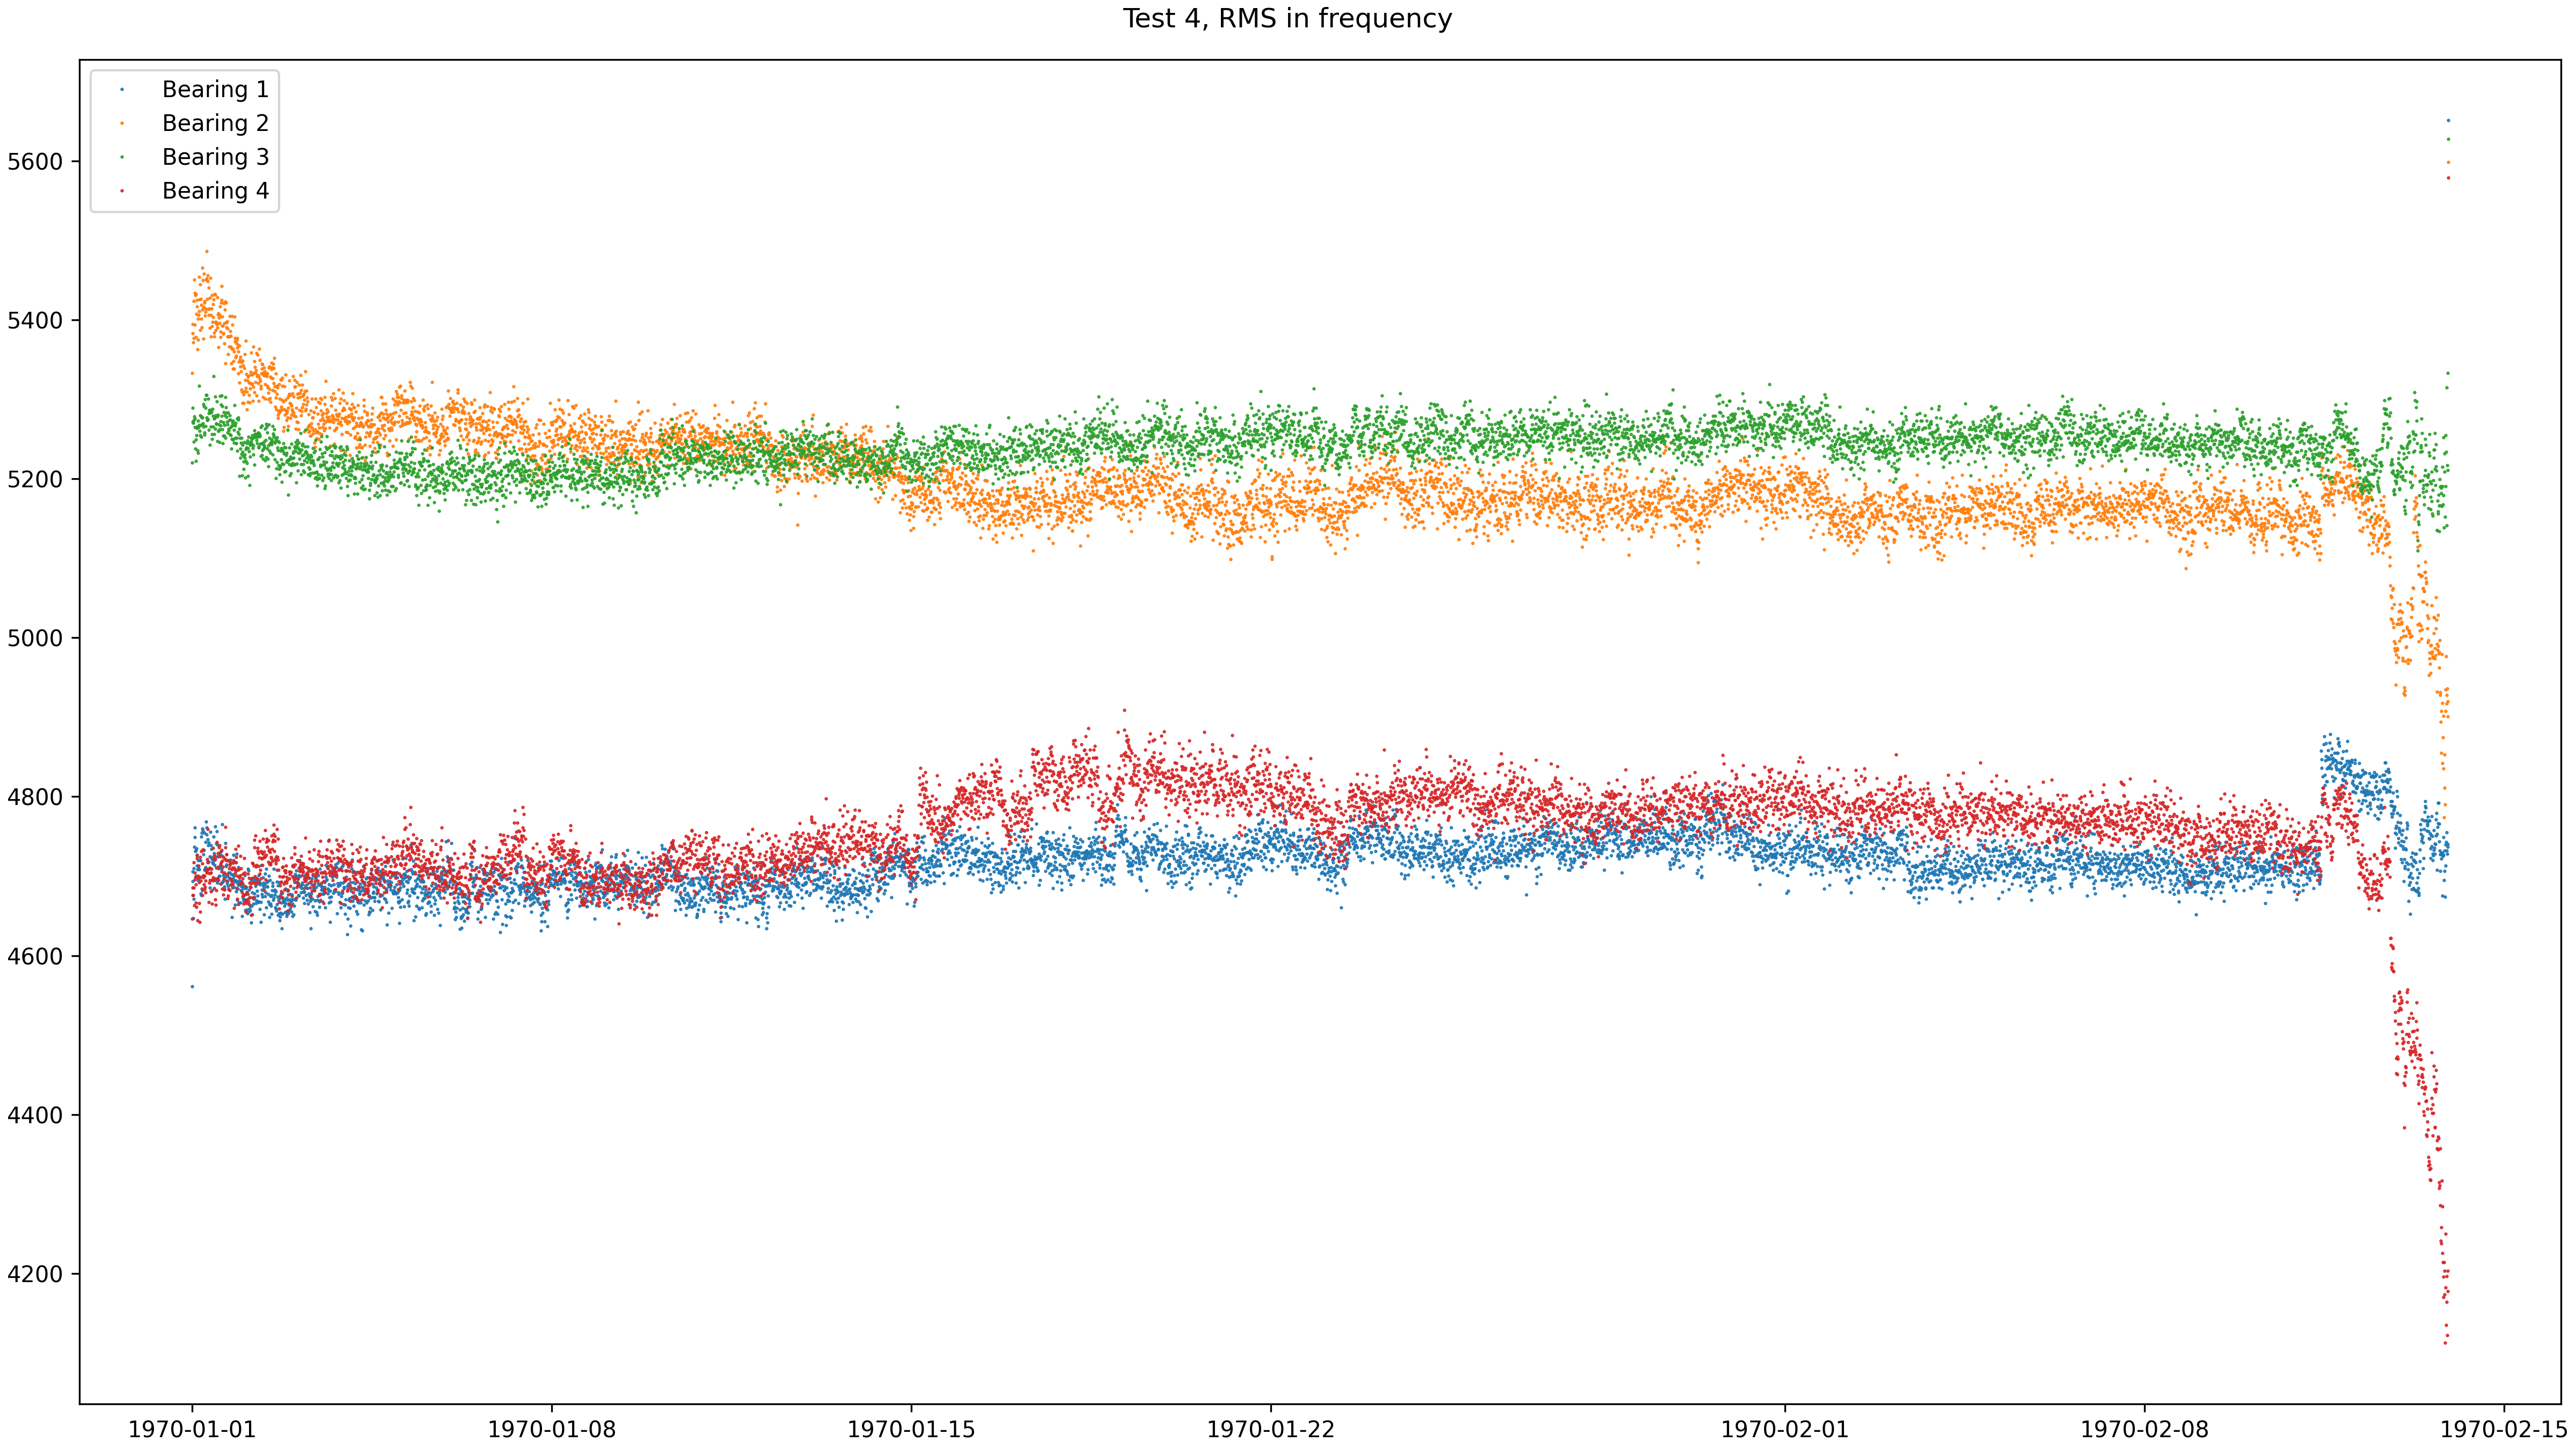 Test 4, RMS in frequency
Bearing 1
Bearing 2
Bearing 3
Bearing 4
5600
5400
5200
5000
4800
4600
4400
4200
1970-01-01 1970-01-08 1970-01-15 1970-01-22 1970-02-01 1970-02-08 1970-02-15